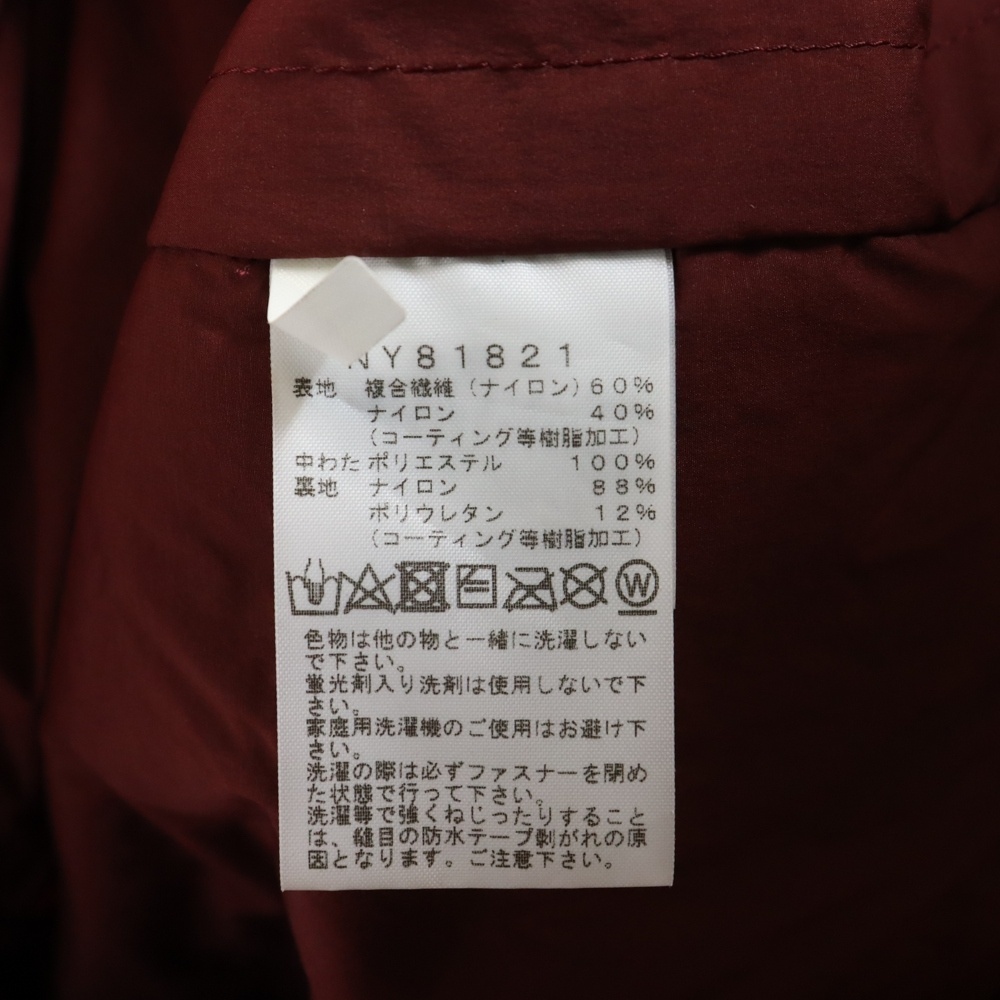 NY81821
表地 複合繊維(ナイロン)60%
ナイロン 40%
(コーティング等樹脂加工)
中わた ポリエステル 100%
裏地 ナイロン 88%
ポリウレタン 12%
(コーティング等樹脂加工)
W
色物は他の物と一緒に洗濯しない
で下さい。
蛍光剤入り洗剤は使用しないで下
さい。
家庭用洗濯機のご使用はお避け下
さい。
洗濯の際は必ずファスナーを閉め
た状態で行って下さい。
洗濯等で強くねじったりすること
は、縫目の防水テープ剥がれの原
因となります。ご注意下さい。